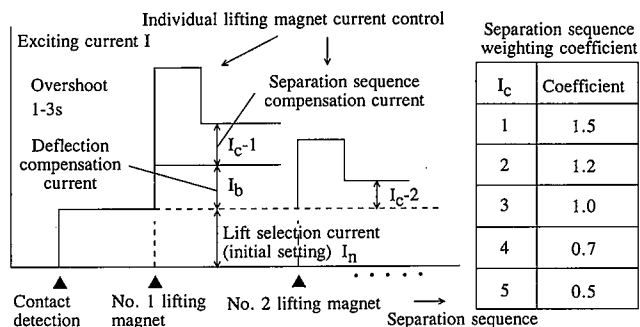 Individual lifting magnet current control
Exciting current I
Overshoot
1-3s
Separation sequence
compensation current
Deflection
compensation
current
I_c-1
I_b
I_c-2
Lift selection current
(initial setting) I_n
Contact
detection
No. 1 lifting
magnet
No. 2 lifting magnet
Separation sequence
Separation sequence
weighting coefficient
I_c Coefficient
1 1.5
2 1.2
3 1.0
4 0.7
5 0.5